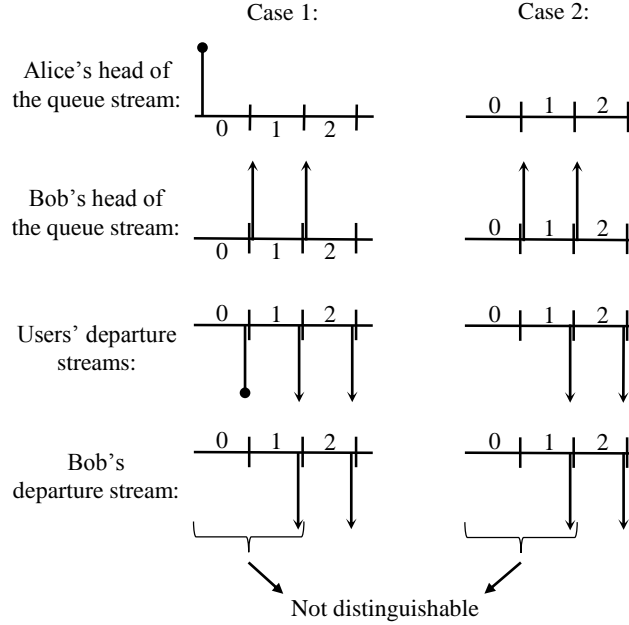 Case 1:
Case 2:
Alice's head of
the queue stream:
0 1 2
0 1 2
Bob's head of
the queue stream:
0 1 2
0 1 2
Users' departure
streams:
0 1 2
0 1 2
Bob's
departure stream:
0 1 2
0 1 2
Not distinguishable